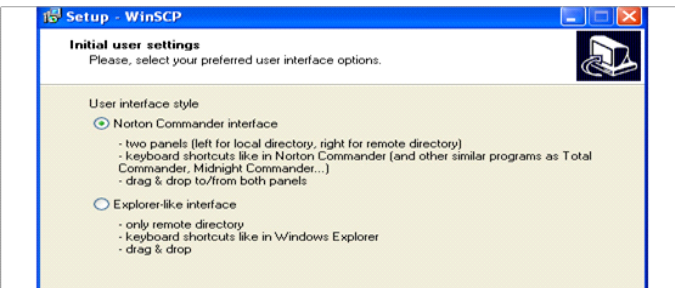 Setup - WinSCP
Initial user settings
Please, select your preferred user interface options.
User interface style
Norton Commander interface
- two panels (left for local directory, right for remote directory)
- keyboard shortcuts like in Norton Commander (and other similar programs as Total
Commander, Midnight Commander...)
- drag & drop to/from both panels
Explorer-like interface
- only remote directory
- keyboard shortcuts like in Windows Explorer
- drag & drop